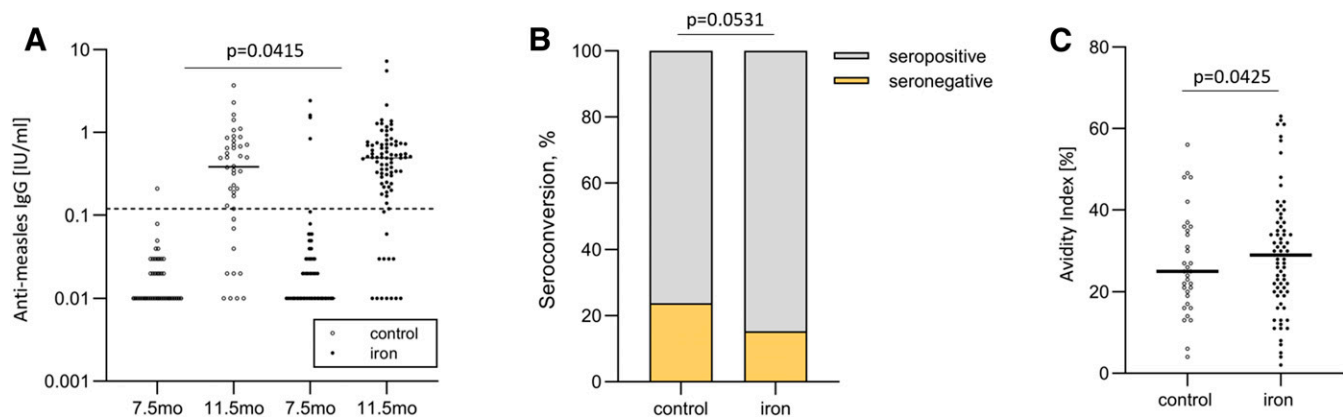 A
p=0.0415
Anti-measles IgG [IU/ml]
10
1
0.1
0.01
0.001
control
iron
7.5mo 11.5mo 7.5mo 11.5mo
B
p=0.0531
Seroconversion, %
100
80
60
40
20
0
control iron
seropositive
seronegative
C
p=0.0425
Avidity Index [%]
80
60
40
20
0
control iron